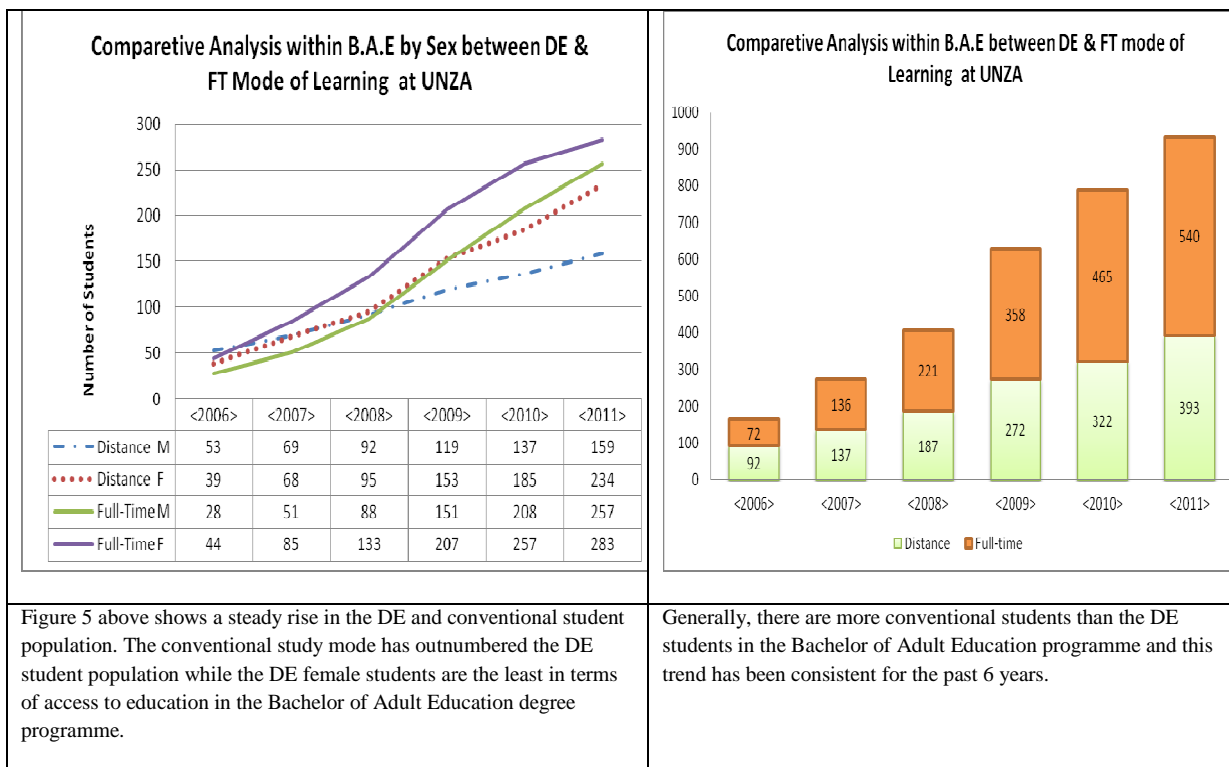 Comparetive Analysis within B.A.E by Sex between DE &
FT Mode of Learning at UNZA
Number of Students
300
250
200
150
100
50
0
<2006> <2007> <2008> <2009> <2010> <2011>
Distance M 53 69 92 119 137 159
Distance F 39 68 95 153 185 234
Full-Time M 28 51 88 151 208 257
Full-Time F 44 85 133 207 257 283
Comparetive Analysis within B.A.E between DE & FT mode of
Learning at UNZA
1000
900
800
700
600
500
400
300
200
100
0
72 136 221 358 465 540
92 137 187 272 322 393
<2006> <2007> <2008> <2009> <2010> <2011>
Distance Full-time
Figure 5 above shows a steady rise in the DE and conventional student
population. The conventional study mode has outnumbered the DE
student population while the DE female students are the least in terms
of access to education in the Bachelor of Adult Education degree
programme.
Generally, there are more conventional students than the DE
students in the Bachelor of Adult Education programme and this
trend has been consistent for the past 6 years.